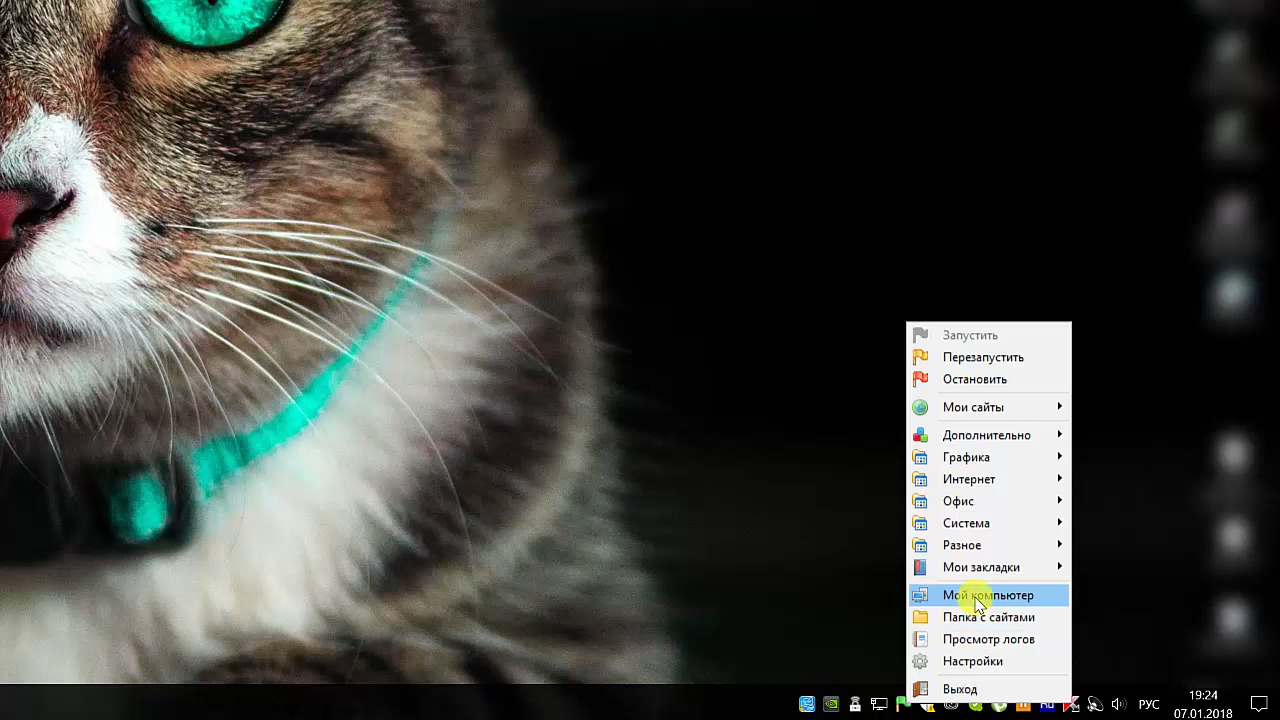 Запустить
Перезапустить
Остановить
Мои сайты
Дополнительно
Графика
Интернет
Офис
Система
Разное
Мои закладки
Мой компьютер
Папка с сайтами
Просмотр логов
Настройки
Выход
Ru
РУС
19:24
07.01.2018